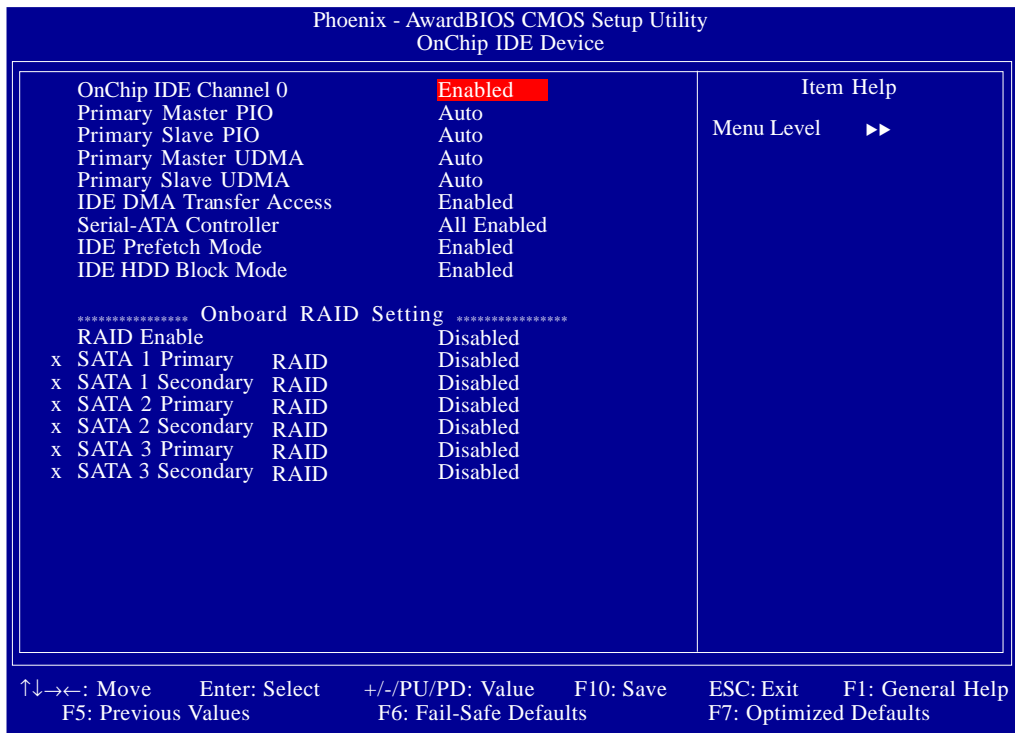 Phoenix - AwardBIOS CMOS Setup Utility
OnChip IDE Device
OnChip IDE Channel 0 Enabled
Primary Master PIO Auto
Primary Slave PIO Auto
Primary Master UDMA Auto
Primary Slave UDMA Auto
IDE DMA Transfer Access Enabled
Serial-ATA Controller All Enabled
IDE Prefetch Mode Enabled
IDE HDD Block Mode Enabled
**************** Onboard RAID Setting ****************
RAID Enable Disabled
x SATA 1 Primary RAID Disabled
x SATA 1 Secondary RAID Disabled
x SATA 2 Primary RAID Disabled
x SATA 2 Secondary RAID Disabled
x SATA 3 Primary RAID Disabled
x SATA 3 Secondary RAID Disabled
Item Help
Menu Level ▶▶
↑↓→←: Move Enter: Select +/-/PU/PD: Value F10: Save ESC: Exit F1: General Help
F5: Previous Values F6: Fail-Safe Defaults F7: Optimized Defaults